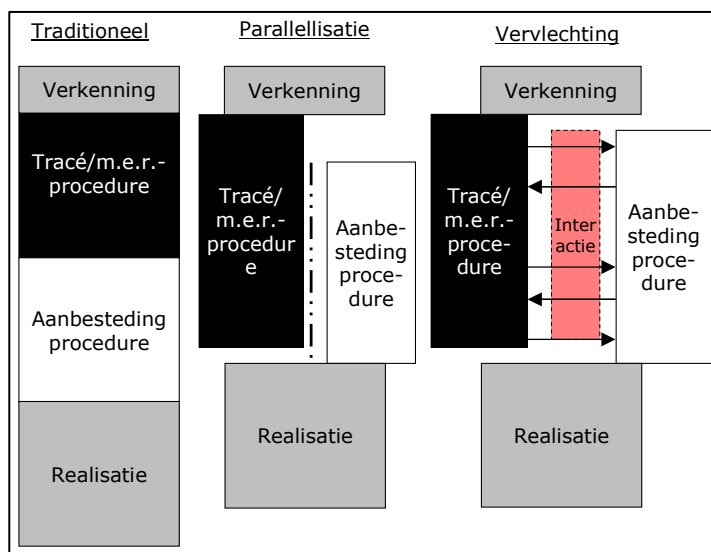 Traditioneel
Verkenning
Tracé/m.e.r.-
procedure
Aanbesteding
procedure
Realisatie
Parallellisatie
Verkenning
Tracé/
m.e.r.-
procedur
e
Aanbe-
steding
proce-
dure
Realisatie
Vervlechting
Verkenning
Tracé/
m.e.r.-
proce-
dure
Inter
actie
Aanbe-
steding
proce-
dure
Realisatie